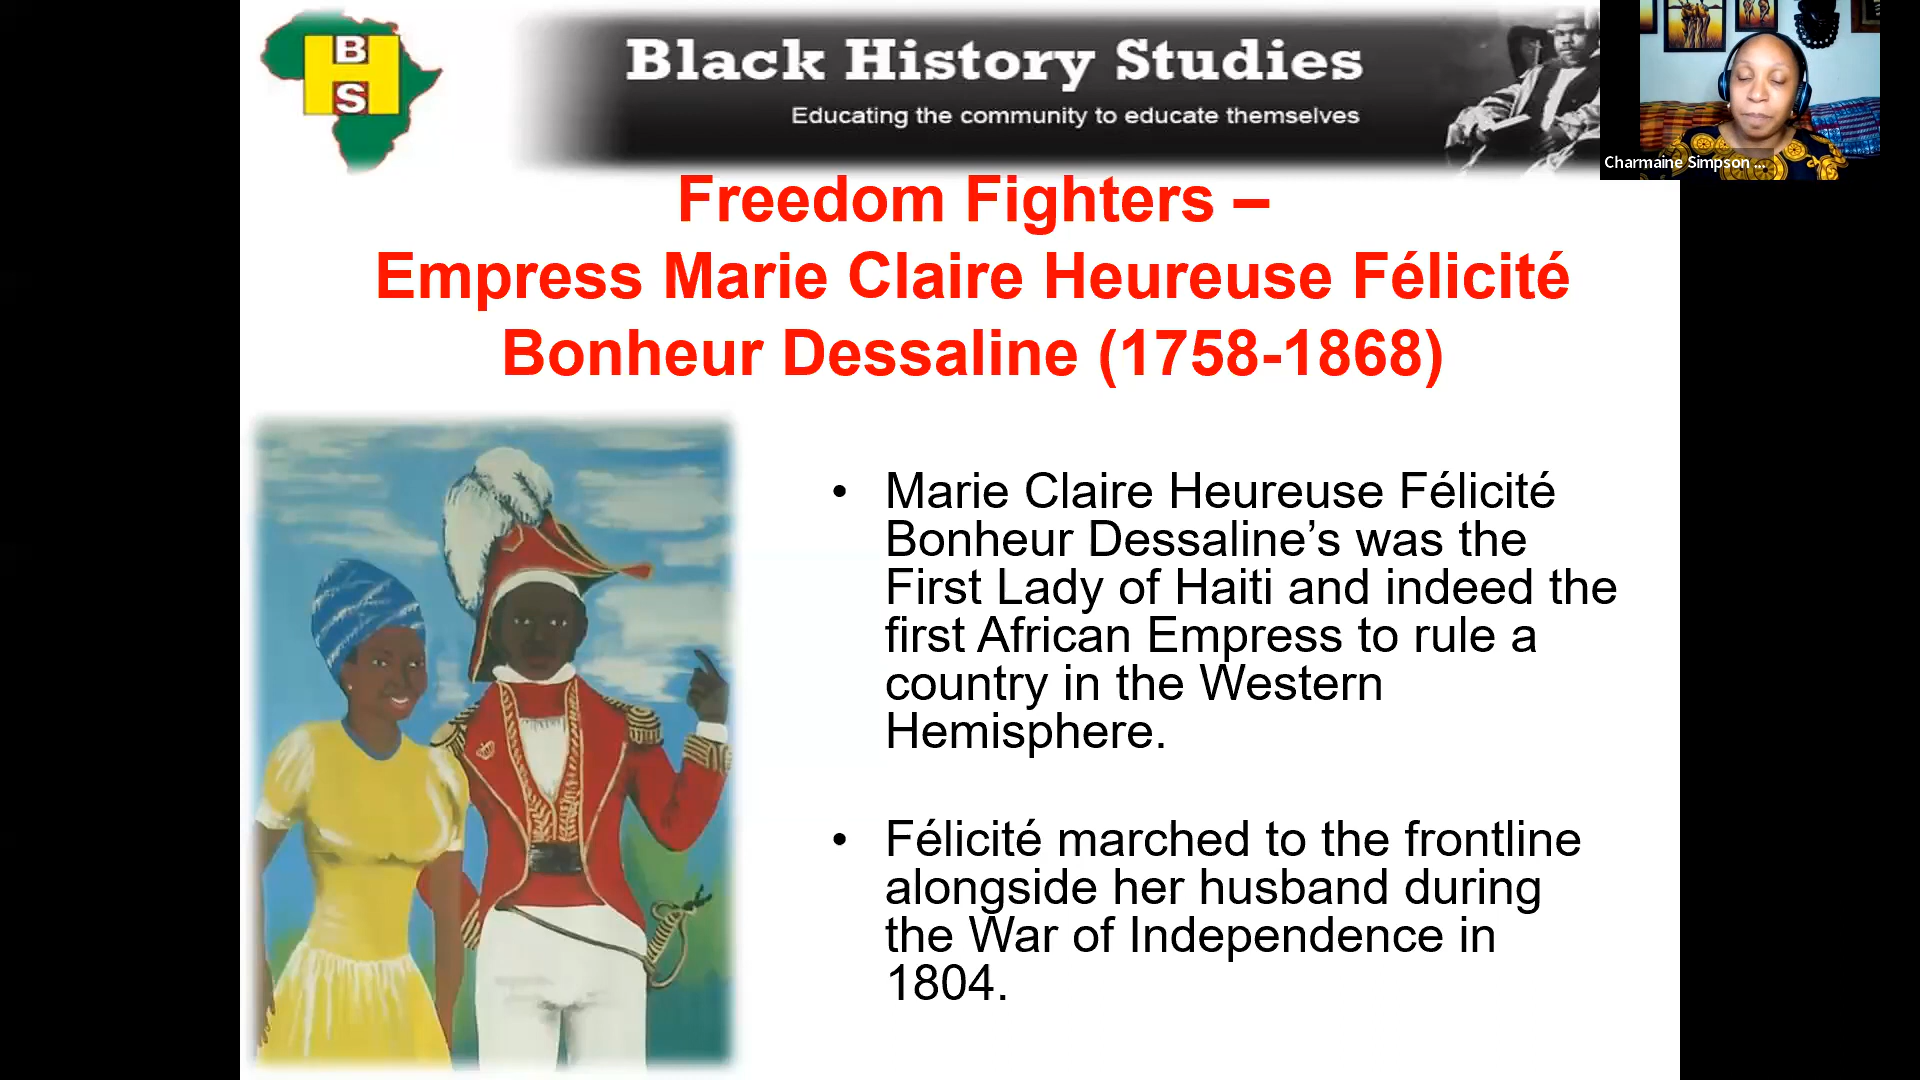 B
H
S
Black History Studies
Educating the community to educate themselves
Charmaine Simpson ...
Freedom Fighters –
Empress Marie Claire Heureuse Félicité
Bonheur Dessaline (1758-1868)
• Marie Claire Heureuse Félicité
Bonheur Dessaline’s was the
First Lady of Haiti and indeed the
first African Empress to rule a
country in the Western
Hemisphere.
• Félicité marched to the frontline
alongside her husband during
the War of Independence in
1804.